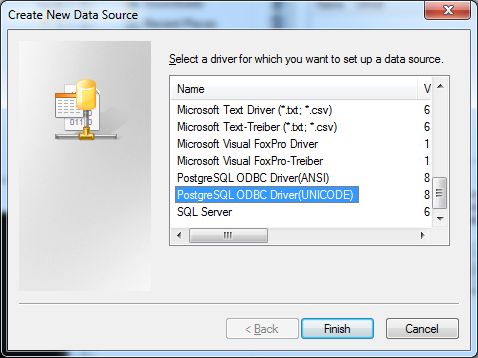 Create New Data Source
Select a driver for which you want to set up a data source.
Name V
Microsoft Text Driver (*.txt; *.csv) 6
Microsoft Text-Treiber (*.txt; *.csv) 6
Microsoft Visual FoxPro Driver 1
Microsoft Visual FoxPro-Treiber 1
PostgreSQL ODBC Driver(ANSI) 8
PostgreSQL ODBC Driver(UNICODE) 8
SQL Server 6
< Back Finish Cancel